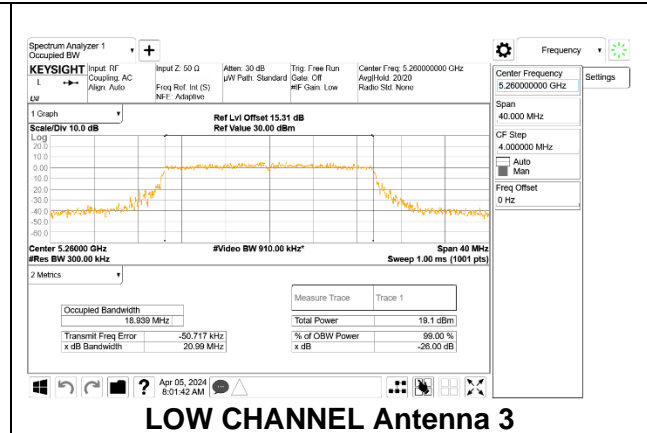 Spectrum Analyzer 1
Occupied BW
Frequency
KEYSIGHT
Input: RF
Coupling: AC
Align: Auto
Input Z: 50 Ω
Freq Ref: Int (S)
NFE: Adaptive
Atten: 30 dB
µW Path: Standard
Trig: Free Run
Gate: Off
#IF Gain: Low
Center Freq: 5.260000000 GHz
Avg|Hold: 20/20
Radio Std: None
L
Center Frequency
5.260000000 GHz
Settings
Span
40.000 MHz
CF Step
4.000000 MHz
Auto
Man
Freq Offset
0 Hz
1 Graph
Scale/Div 10.0 dB
Ref Lvl Offset 15.31 dB
Ref Value 30.00 dBm
Log
20.0
10.0
0.00
-10.0
-20.0
-30.0
-40.0
-50.0
-60.0
Center 5.26000 GHz
#Video BW 910.00 kHz*
Span 40 MHz
#Res BW 300.00 kHz
Sweep 1.00 ms (1001 pts)
2 Metrics
Measure Trace Trace 1
Occupied Bandwidth
18.939 MHz
Total Power 19.1 dBm
Transmit Freq Error -50.717 kHz
% of OBW Power 99.00 %
x dB Bandwidth 20.99 MHz
x dB -26.00 dB
Apr 05, 2024
8:01:42 AM
LOW CHANNEL Antenna 3